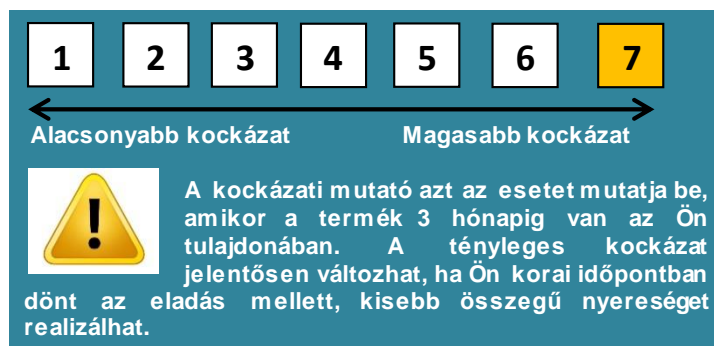 1 2 3 4 5 6 7
Alacsonyabb kockázat Magasabb kockázat
A kockázati mutató azt az esetet mutatja be,
amikor a termék 3 hónapig van az Ön
tulajdonában. A tényleges kockázat
jelentősen változhat, ha Ön korai időpontban
dönt az eladás mellett, kisebb összegű nyereséget
realizálhat.